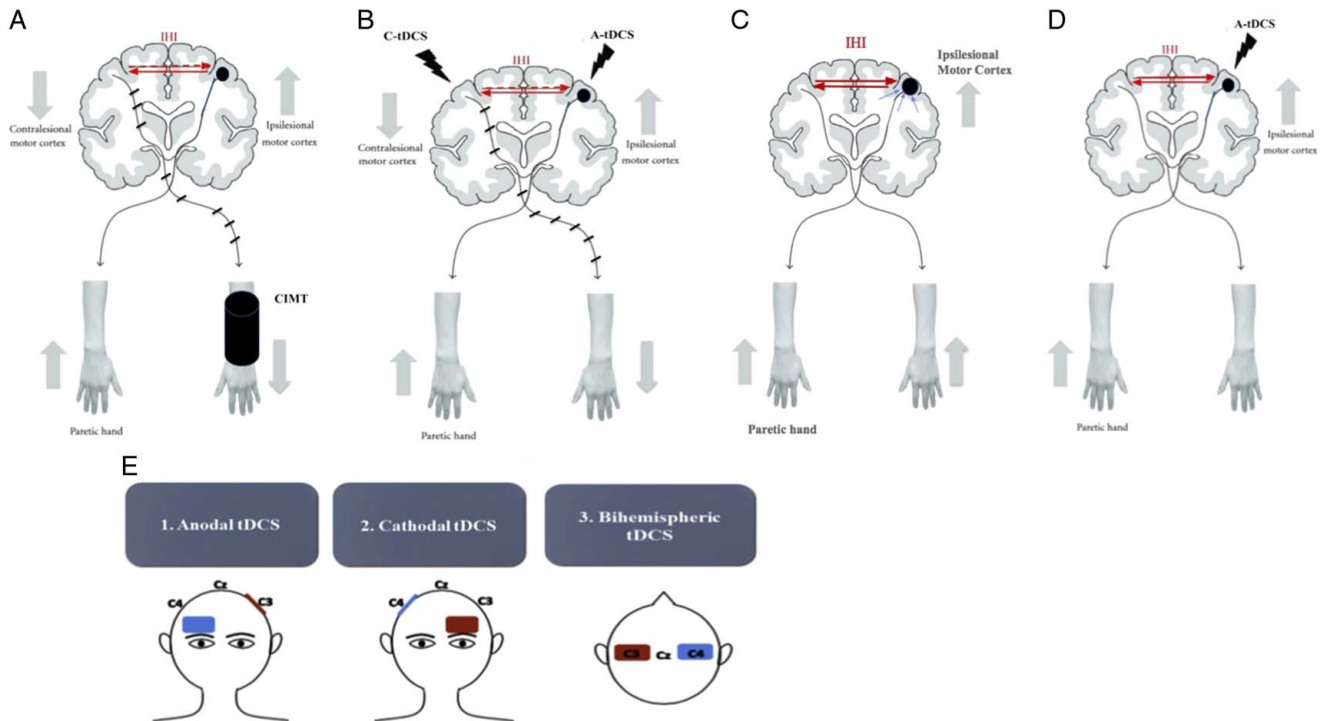 A
IHI
Contralesional
motor cortex
Ipsilesional
motor cortex
CIMT
Paretic hand
B
C-tDCS
A-tDCS
IHI
Contralesional
motor cortex
Ipsilesional
motor cortex
Paretic hand
C
IHI
Ipsilesional
Motor Cortex
Paretic hand
D
A-tDCS
IHI
Ipsilesional
motor cortex
Paretic hand
E
1. Anodal tDCS
2. Cathodal tDCS
3. Bihemispheric
tDCS
Cz
C4
C3
Cz
C4
C3
C3
Cz
C4